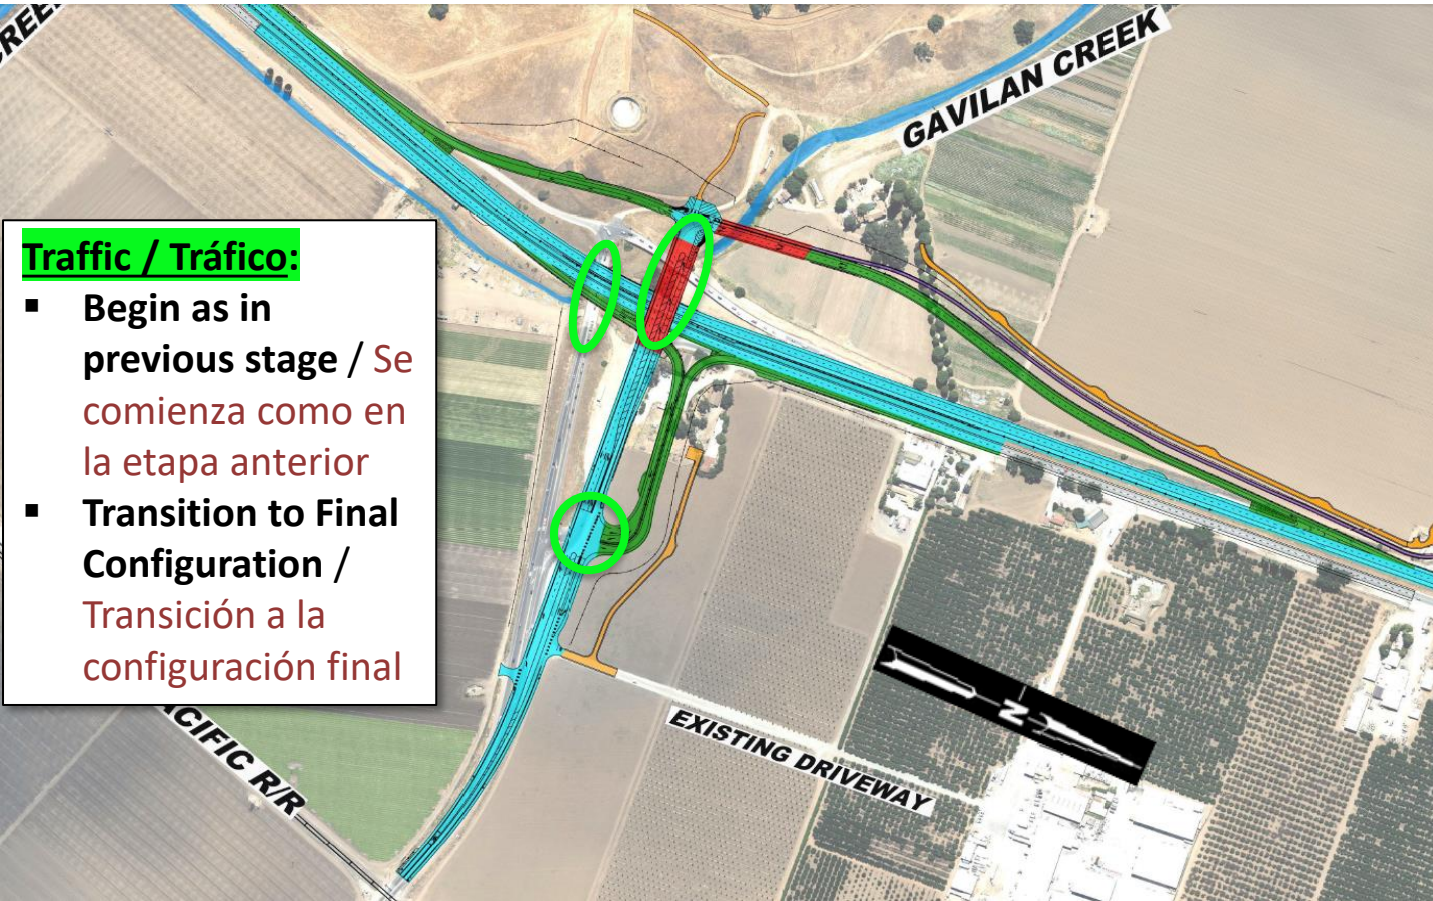 GAVILAN CREEK
Traffic / Tráfico:
▪ Begin as in
previous stage / Se
comienza como en
la etapa anterior
▪ Transition to Final
Configuration /
Transición a la
configuración final
N
EXISTING DRIVEWAY
ACIFIC R/R